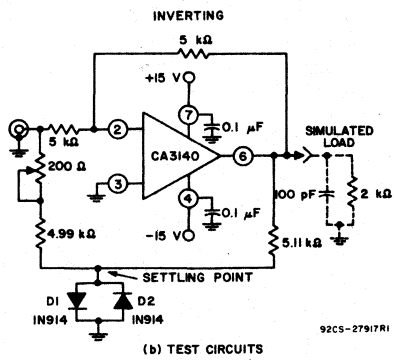 INVERTING
5 kΩ
+15 V
5 kΩ
2
7
0.1 μF
SIMULATED
LOAD
CA3140
6
200 Ω
3
4
100 pF
2 kΩ
0.1 μF
4.99 kΩ
-15 V
5.11 kΩ
SETTLING POINT
D1
D2
1N914
1N914
92CS-27917R1
(b) TEST CIRCUITS